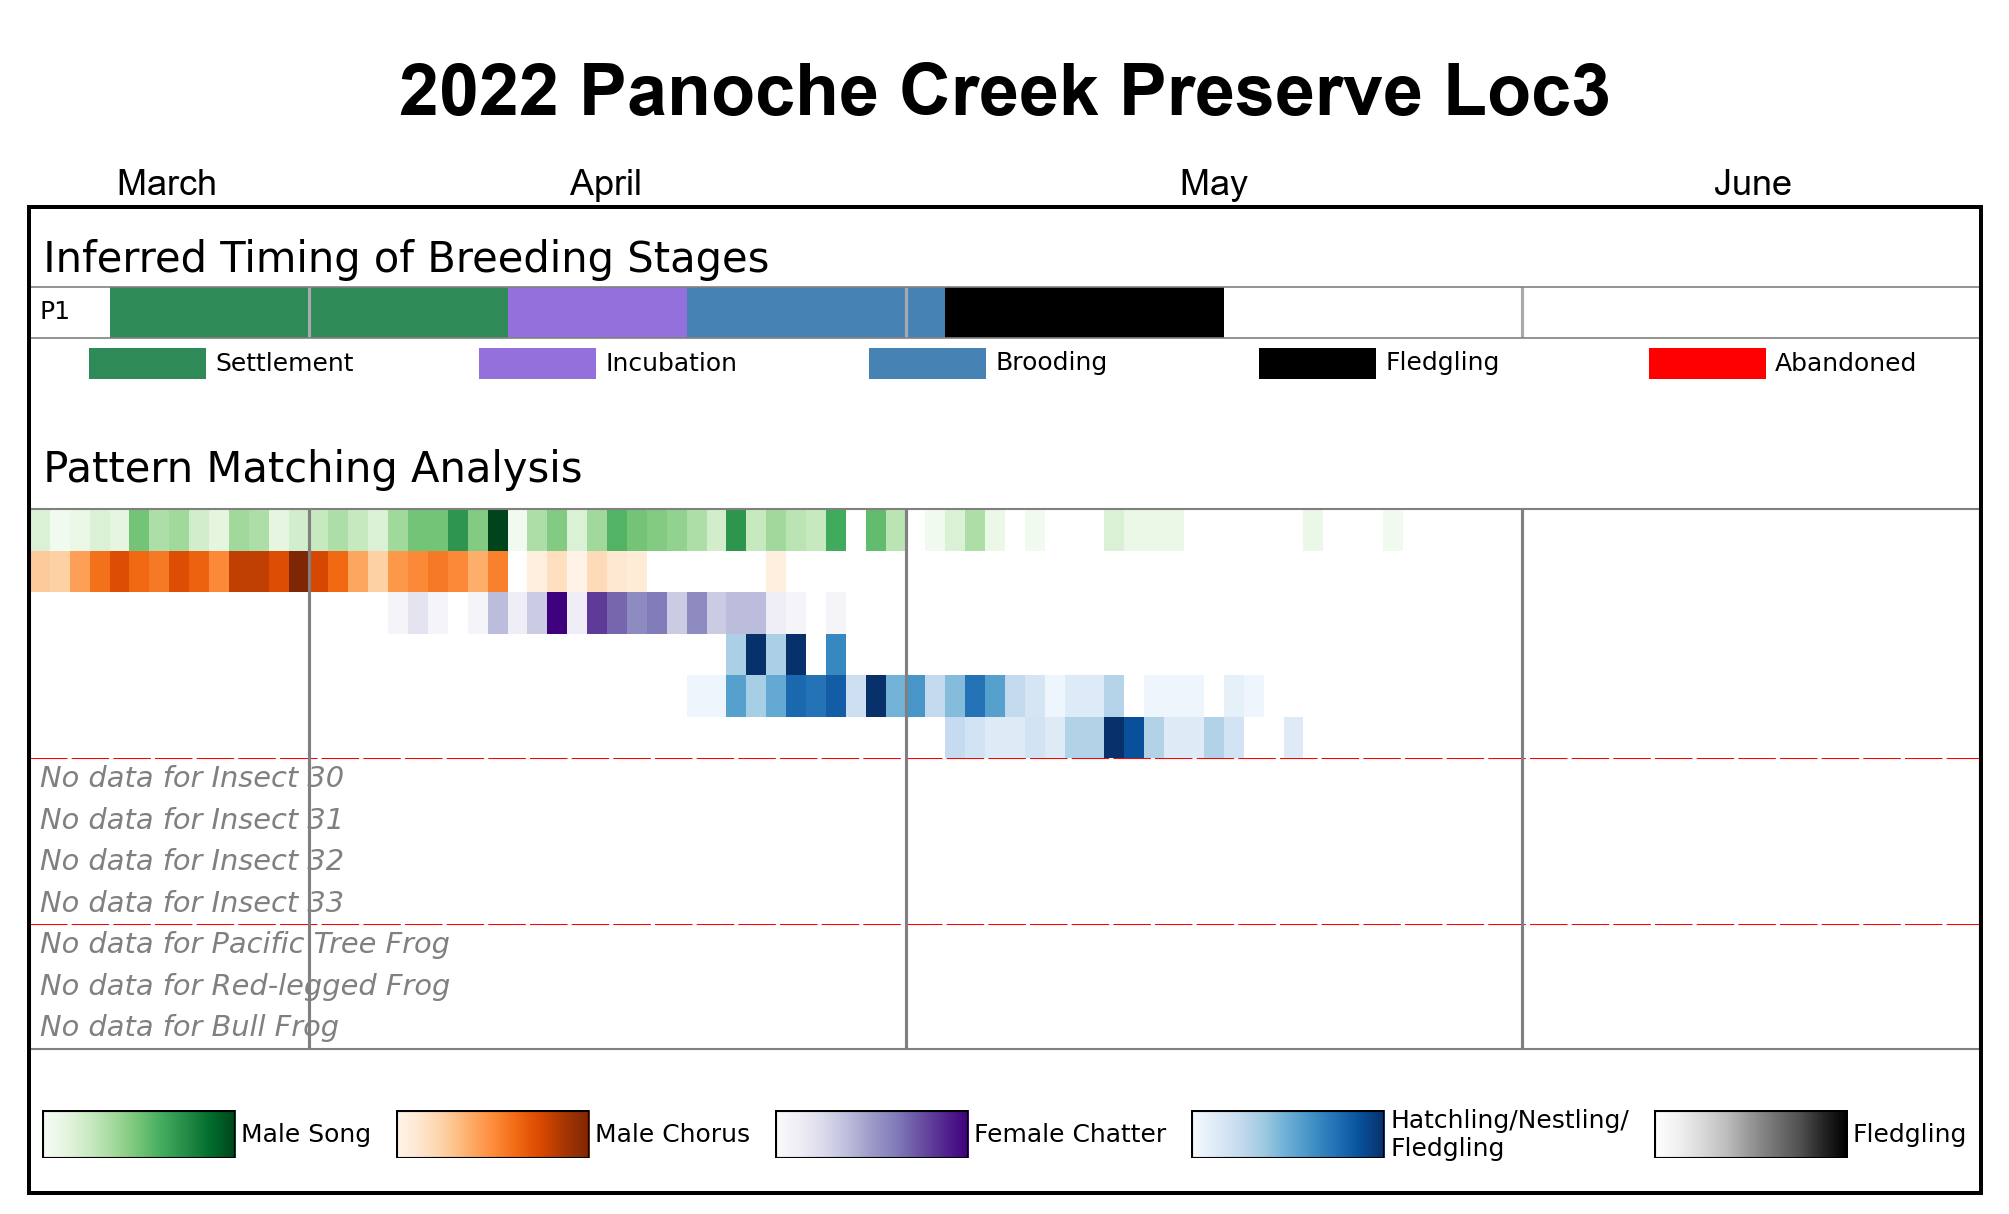 2022 Panoche Creek Preserve Loc3
March April May June
Inferred Timing of Breeding Stages
P1
Settlement Incubation Brooding Fledgling Abandoned
Pattern Matching Analysis
No data for Insect 30
No data for Insect 31
No data for Insect 32
No data for Insect 33
No data for Pacific Tree Frog
No data for Red-legged Frog
No data for Bull Frog
Male Song Male Chorus Female Chatter Hatchling/Nestling/
Fledgling Fledgling